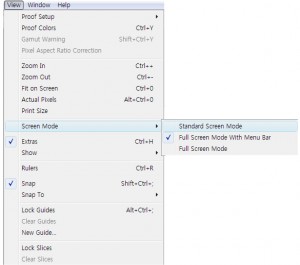 View Window Help
Proof Setup
Proof Colors Ctrl+Y
Gamut Warning Shift+Ctrl+Y
Pixel Aspect Ratio Correction
Zoom In Ctrl++
Zoom Out Ctrl+-
Fit on Screen Ctrl+0
Actual Pixels Alt+Ctrl+0
Print Size
Screen Mode
Standard Screen Mode
Extras Ctrl+H
Full Screen Mode With Menu Bar
Show
Full Screen Mode
Rulers Ctrl+R
Snap Shift+Ctrl+;
Snap To
Lock Guides Alt+Ctrl+;
Clear Guides
New Guide...
Lock Slices
Clear Slices